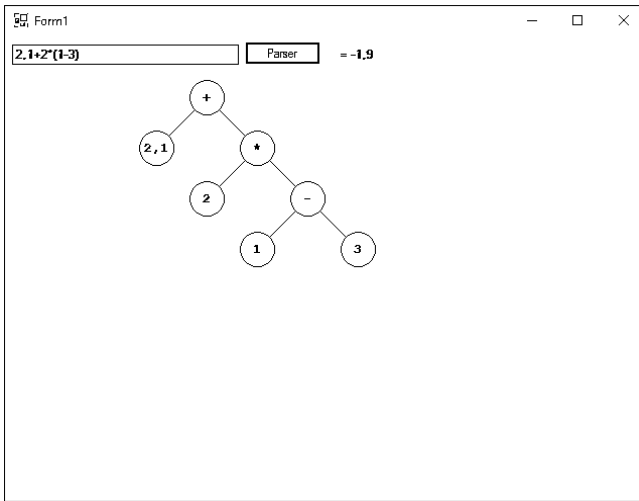 Form1
2,1+2*(1-3) Parser = -1,9
+
2,1 *
2 -
1 3